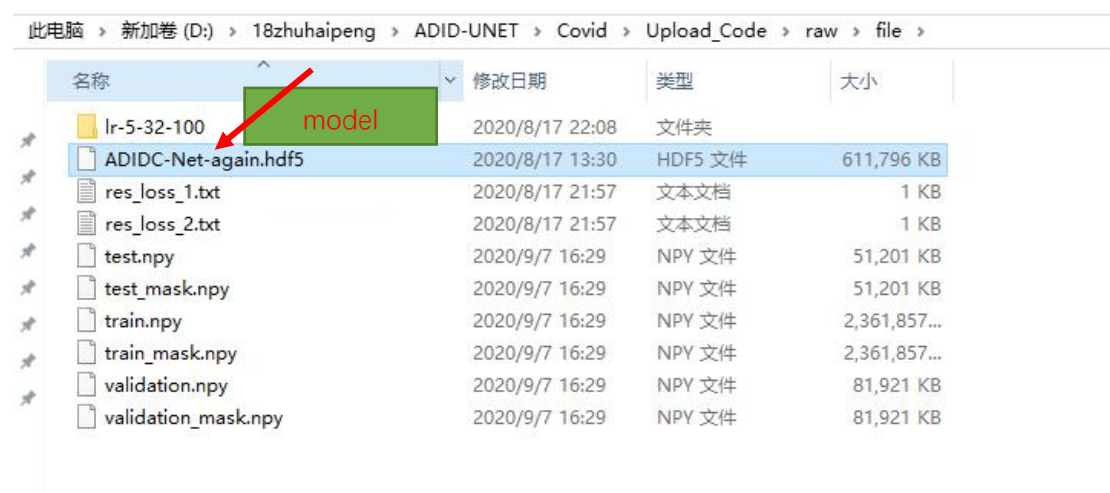 此电脑 > 新加卷 (D:) > 18zhuhaipeng > ADID-UNET > Covid > Upload_Code > raw > file >
名称 修改日期 类型 大小
model
lr-5-32-100 2020/8/17 22:08 文件夹
ADIDC-Net-again.hdf5 2020/8/17 13:30 HDF5 文件 611,796 KB
res_loss_1.txt 2020/8/17 21:57 文本文档 1 KB
res_loss_2.txt 2020/8/17 21:57 文本文档 1 KB
test.npy 2020/9/7 16:29 NPY 文件 51,201 KB
test_mask.npy 2020/9/7 16:29 NPY 文件 51,201 KB
train.npy 2020/9/7 16:29 NPY 文件 2,361,857...
train_mask.npy 2020/9/7 16:29 NPY 文件 2,361,857...
validation.npy 2020/9/7 16:29 NPY 文件 81,921 KB
validation_mask.npy 2020/9/7 16:29 NPY 文件 81,921 KB